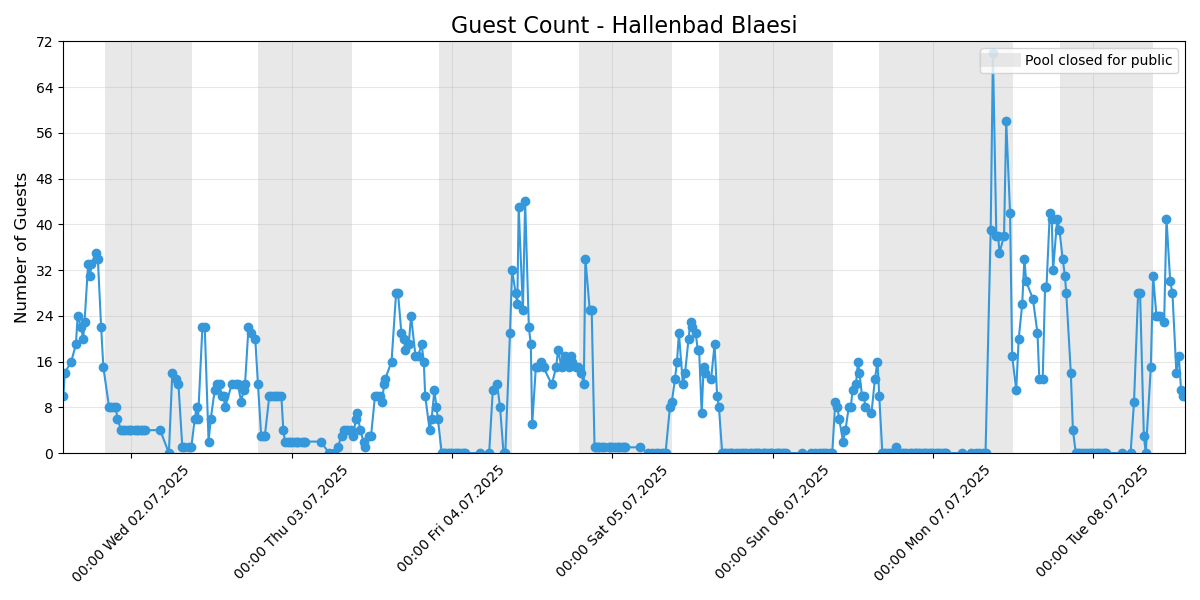 Guest Count - Hallenbad Blaesi
Pool closed for public
Number of Guests
72
64
56
48
40
32
24
16
8
0
00:00 Wed 02.07.2025
00:00 Thu 03.07.2025
00:00 Fri 04.07.2025
00:00 Sat 05.07.2025
00:00 Sun 06.07.2025
00:00 Mon 07.07.2025
00:00 Tue 08.07.2025